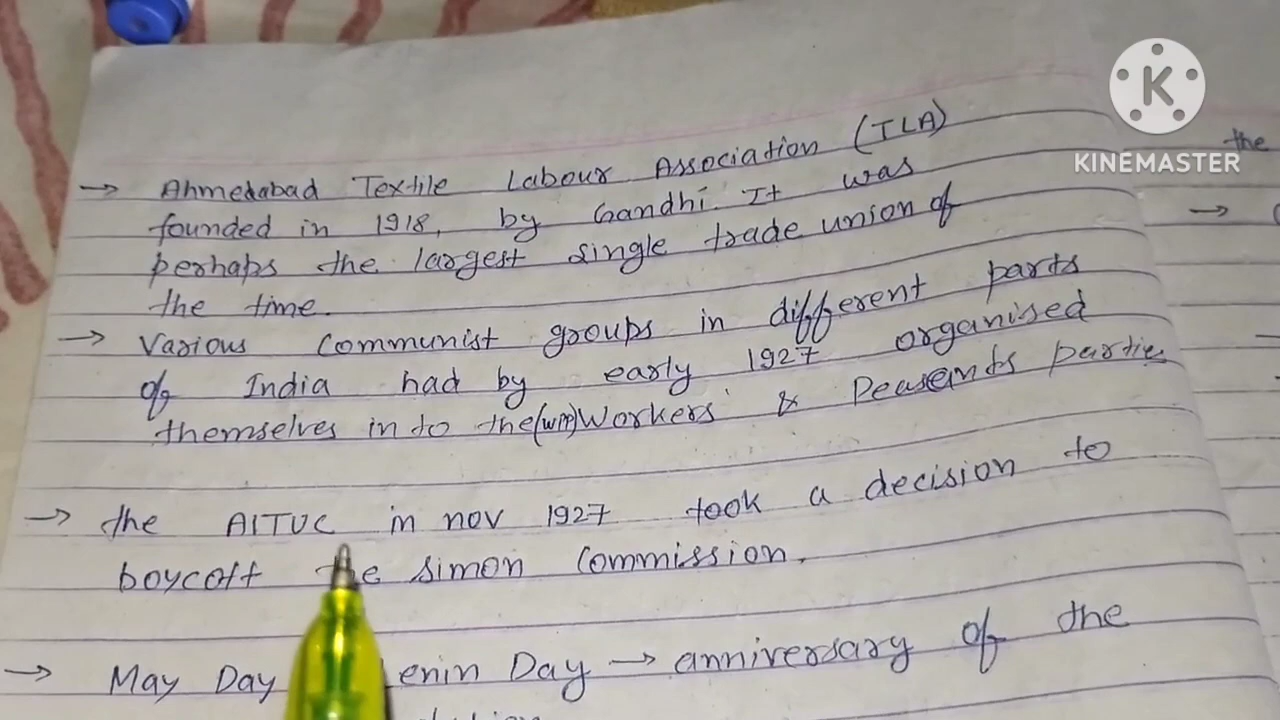 → Ahmedabad Textile Labour Association (TLA)
founded in 1918, by Gandhi. It was
perhaps the largest single trade union of
the time.
→ Various Communist groups in different parts
of India had by early 1927 organised
themselves in to the (WPP) Workers' & Peasants parties
→ the AITUC in nov 1927 took a decision to
boycott the simon Commission.
→ May Day enin Day → anniversary of the
the
→
K
KINEMASTER